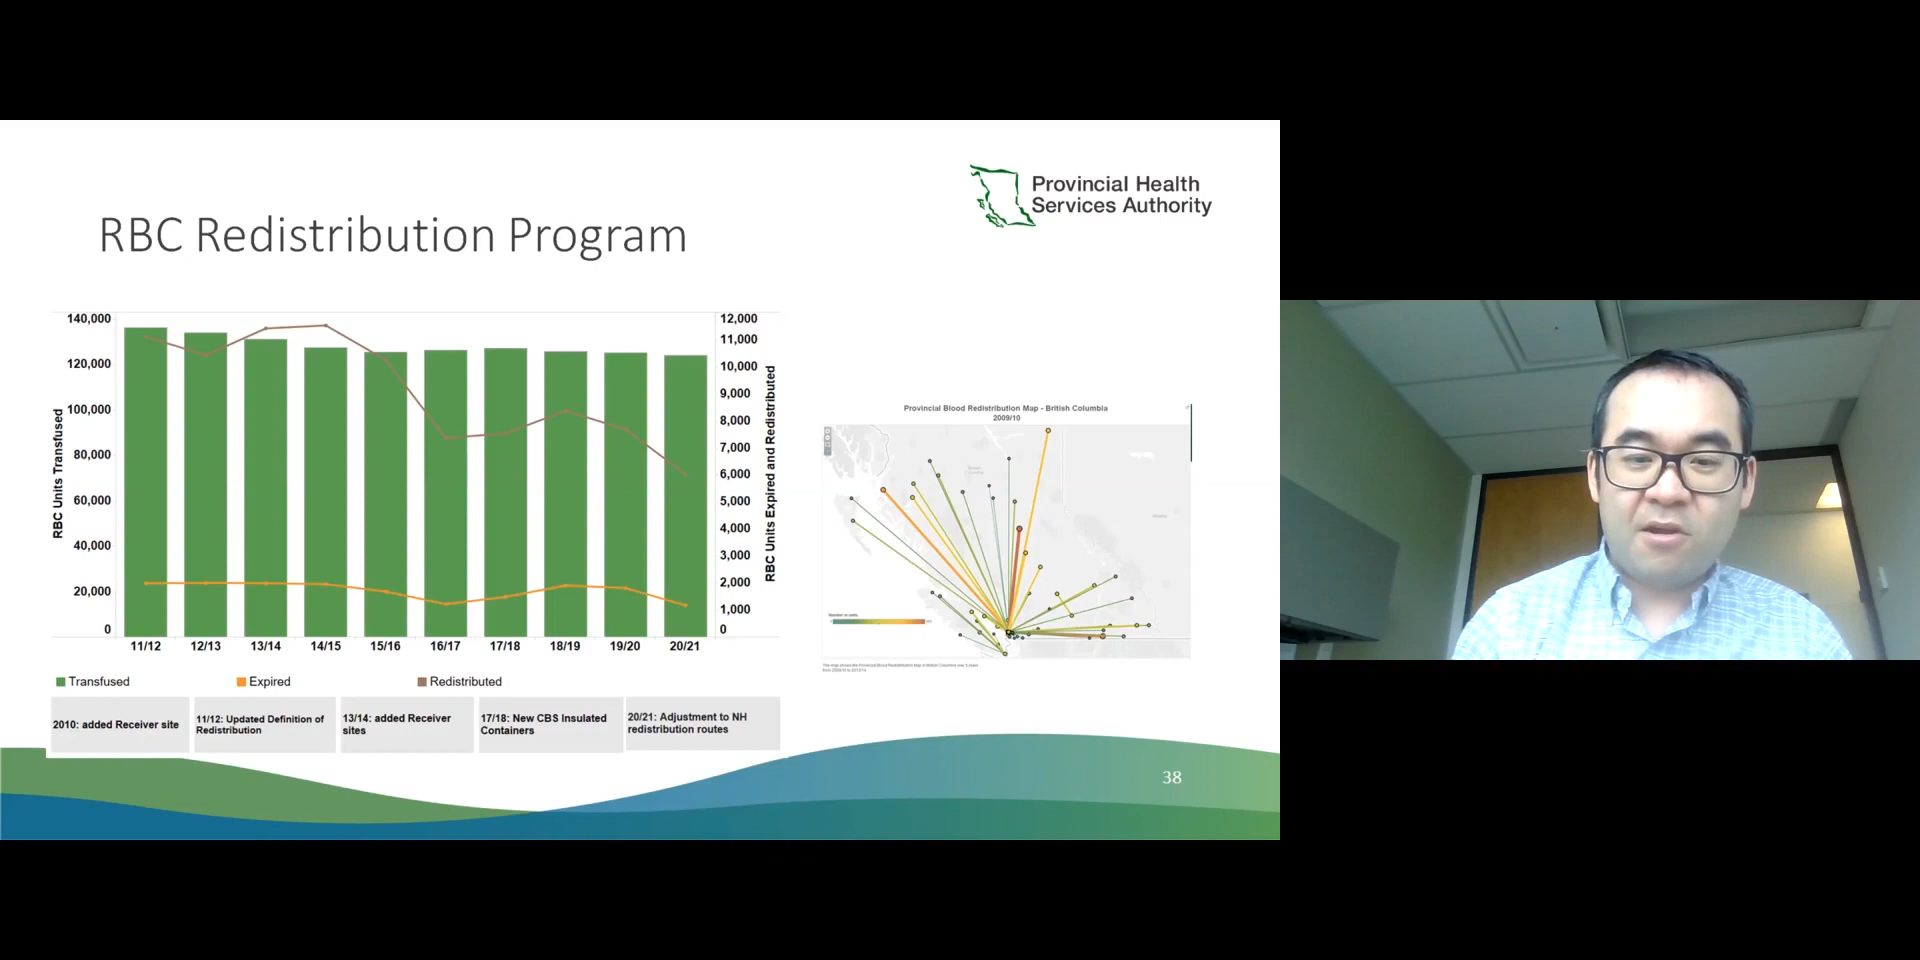 Provincial Health
Services Authority
RBC Redistribution Program
140,000
120,000
100,000
80,000
60,000
40,000
20,000
0
RBC Units Transfused
12,000
11,000
10,000
9,000
8,000
7,000
6,000
5,000
4,000
3,000
2,000
1,000
0
RBC Units Expired and Redistributed
11/12 12/13 13/14 14/15 15/16 16/17 17/18 18/19 19/20 20/21
Transfused Expired Redistributed
2010: added Receiver site
11/12: Updated Definition of
Redistribution
13/14: added Receiver
sites
17/18: New CBS Insulated
Containers
20/21: Adjustment to NH
redistribution routes
Provincial Blood Redistribution Map - British Columbia
2009/10
38